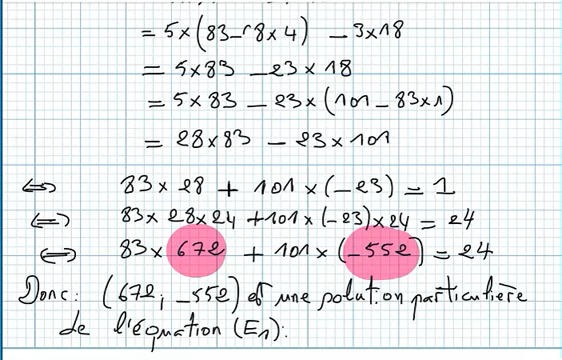 = 5×(83-18×4) - 3×18
= 5×83 - 23×18
= 5×83 - 23×(101-83×1)
= 28×83 - 23×101
⟺ 83×28 + 101×(-23) = 1
⟺ 83×28×24 + 101×(-23)×24 = 24
⟺ 83×672 + 101×(-552) = 24
Donc: (672; -552) est une solution particulière
de l'équation (E1):